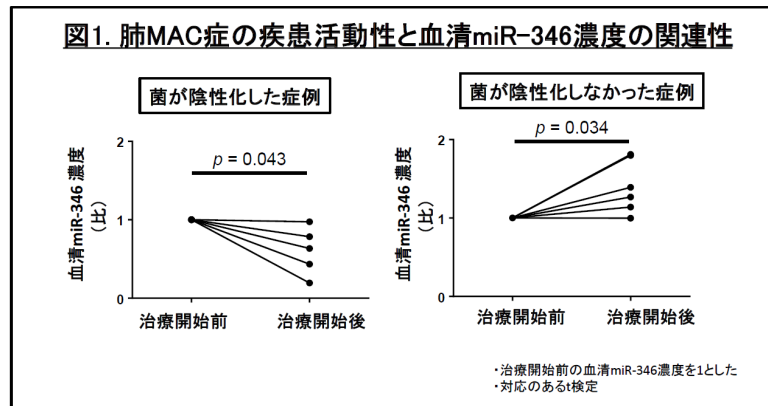 図1. 肺MAC症の疾患活動性と血清miR-346濃度の関連性
菌が陰性化した症例
p = 0.043
血清miR-346 濃度
(比)
2
1
0
治療開始前
治療開始後
菌が陰性化しなかった症例
p = 0.034
血清miR-346 濃度
(比)
2
1
0
治療開始前
治療開始後
・治療開始前の血清miR-346濃度を1とした
・対応のあるt検定